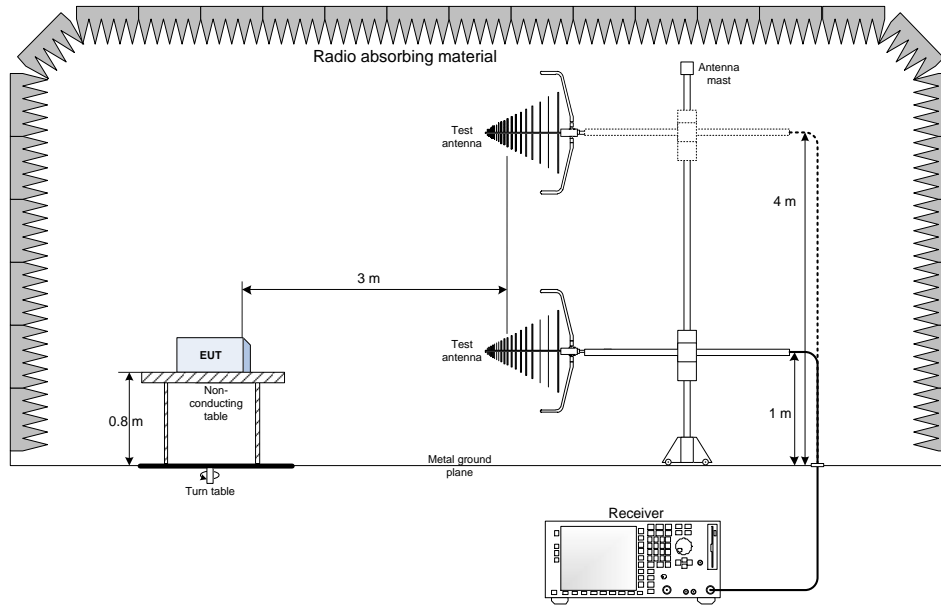 Radio absorbing material
Antenna
mast
Test
antenna
4 m
3 m
Test
antenna
EUT
Non-
conducting
table
0.8 m
1 m
Metal ground
plane
Turn table
Receiver